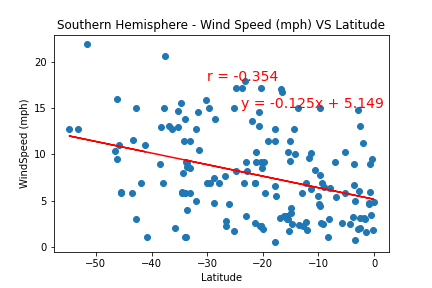 Southern Hemisphere - Wind Speed (mph) VS Latitude
r = -0.354
y = -0.125x + 5.149
WindSpeed (mph)
20
15
10
5
0
−50
−40
−30
−20
−10
0
Latitude